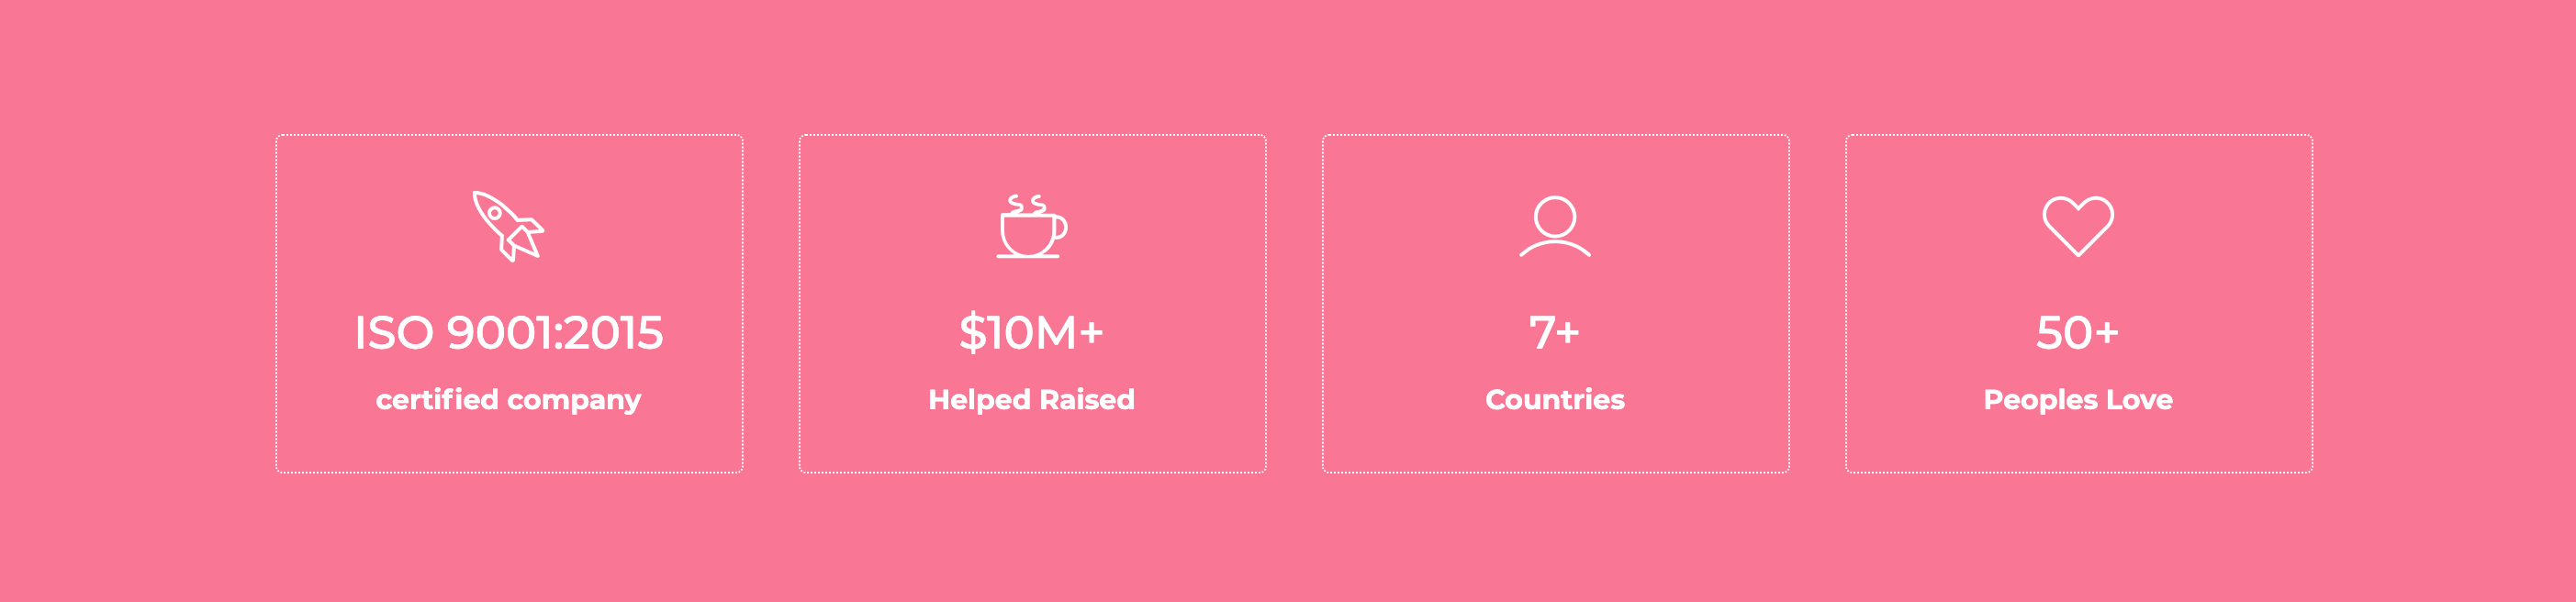 ISO 9001:2015
certified company
$10M+
Helped Raised
7+
Countries
50+
Peoples Love